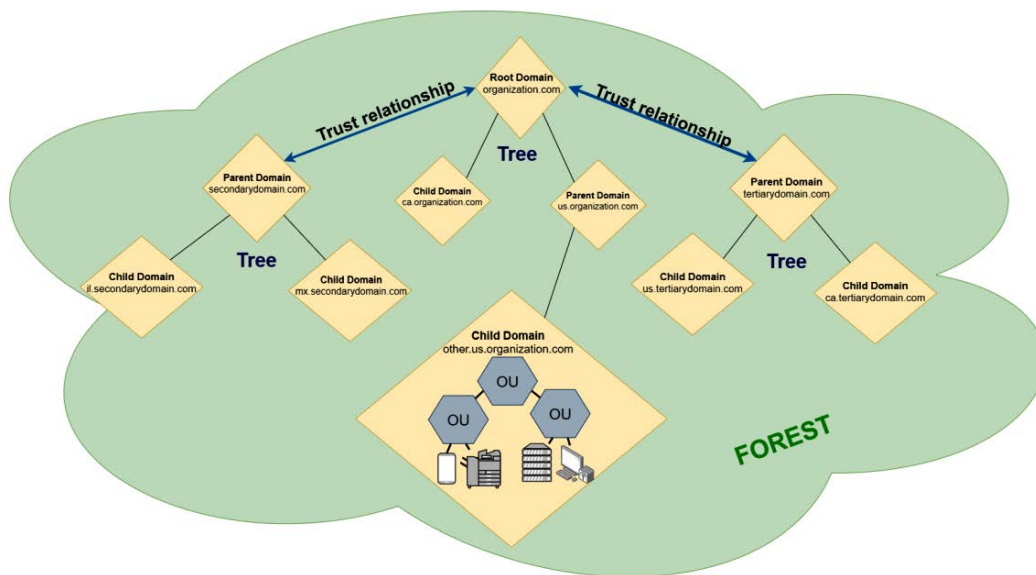 Root Domain
organization.com
Trust relationship
Trust relationship
Tree
Parent Domain
secondarydomain.com
Child Domain
ca.organization.com
Parent Domain
us.organization.com
Parent Domain
tertiarydomain.com
Tree
Tree
Child Domain
il.secondarydomain.com
Child Domain
mx.secondarydomain.com
Child Domain
us.tertiarydomain.com
Child Domain
ca.tertiarydomain.com
Child Domain
other.us.organization.com
OU
OU
OU
FOREST